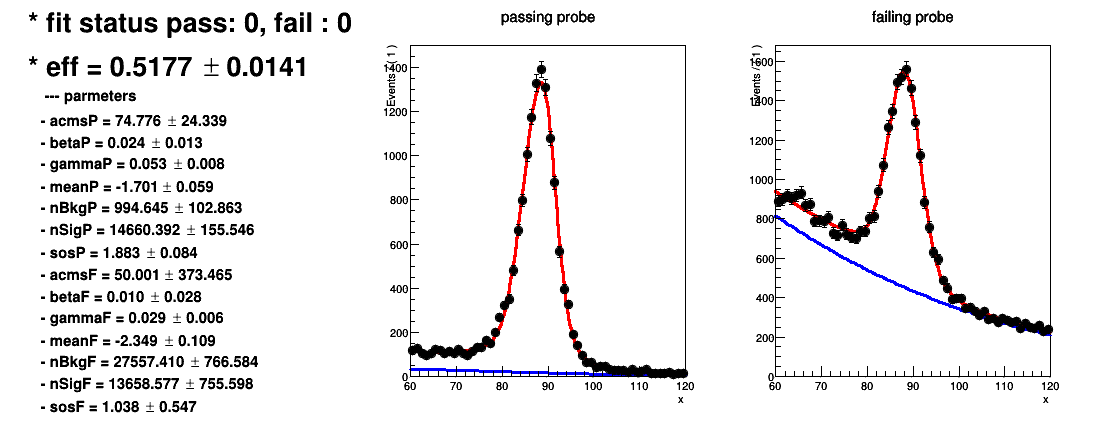 * fit status pass: 0, fail : 0
* eff = 0.5177 ± 0.0141
--- parmeters
- acmsP = 74.776 ± 24.339
- betaP = 0.024 ± 0.013
- gammaP = 0.053 ± 0.008
- meanP = -1.701 ± 0.059
- nBkgP = 994.645 ± 102.863
- nSigP = 14660.392 ± 155.546
- sosP = 1.883 ± 0.084
- acmsF = 50.001 ± 373.465
- betaF = 0.010 ± 0.028
- gammaF = 0.029 ± 0.006
- meanF = -2.349 ± 0.109
- nBkgF = 27557.410 ± 766.584
- nSigF = 13658.577 ± 755.598
- sosF = 1.038 ± 0.547
passing probe
Events / ( 1 )
1400
1200
1000
800
600
400
200
0
60 70 80 90 100 110 120
x
failing probe
Events / ( 1 )
1600
1400
1200
1000
800
600
400
200
0
60 70 80 90 100 110 120
x